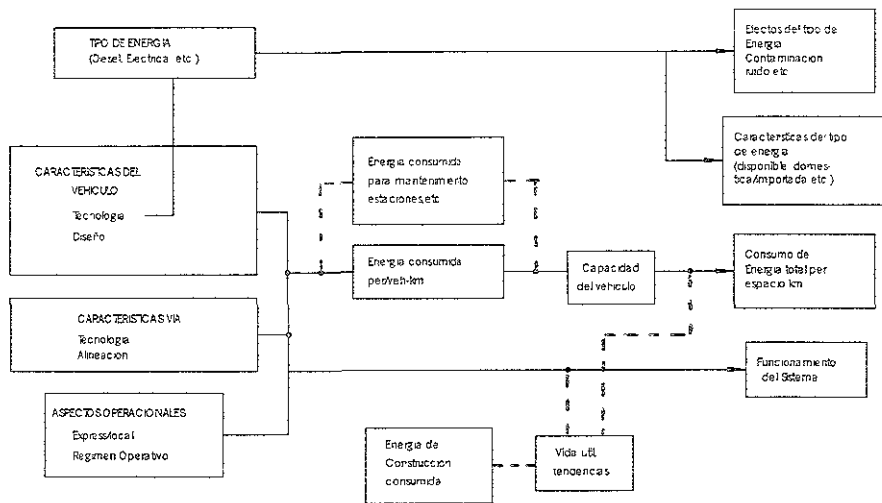 TIPO DE ENERGIA
(Diesel. Electrica. etc.)
Efectos del tipo de
Energia
Contaminacion
ruido etc
Caracteristicas del tipo
de energia
(disponible domes-
tica/importada etc.)
CARACTERISTICAS DEL
VEHICULO
Tecnologia
Diseño
Energia consumida
para mantenimiento
estaciones,etc
Energia consumida
per/veh-km
Capacidad
del vehiculo
Consumo de
Energia total per
espacio km
CARACTERISTICAS VIA
Tecnologia
Alineacion
Funcionamiento
del Sistema
ASPECTOS OPERACIONALES
Express/local
Regimen Operativo
Energia de
Construccion
consumida
Vida util
tendencias